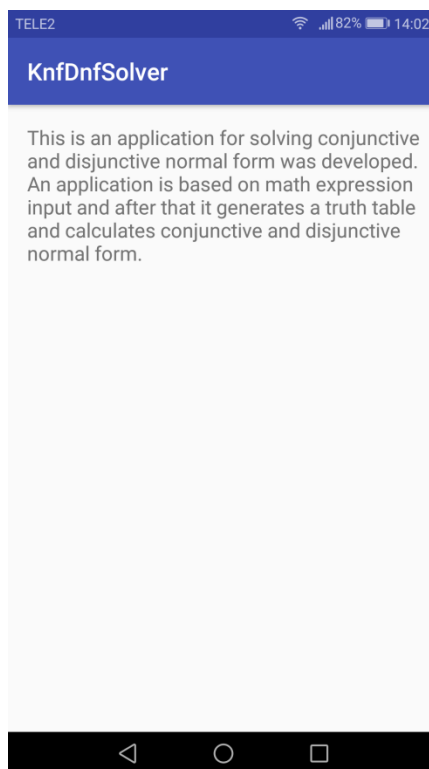 TELE2 82% 14:02
KnfDnfSolver
This is an application for solving conjunctive
and disjunctive normal form was developed.
An application is based on math expression
input and after that it generates a truth table
and calculates conjunctive and disjunctive
normal form.